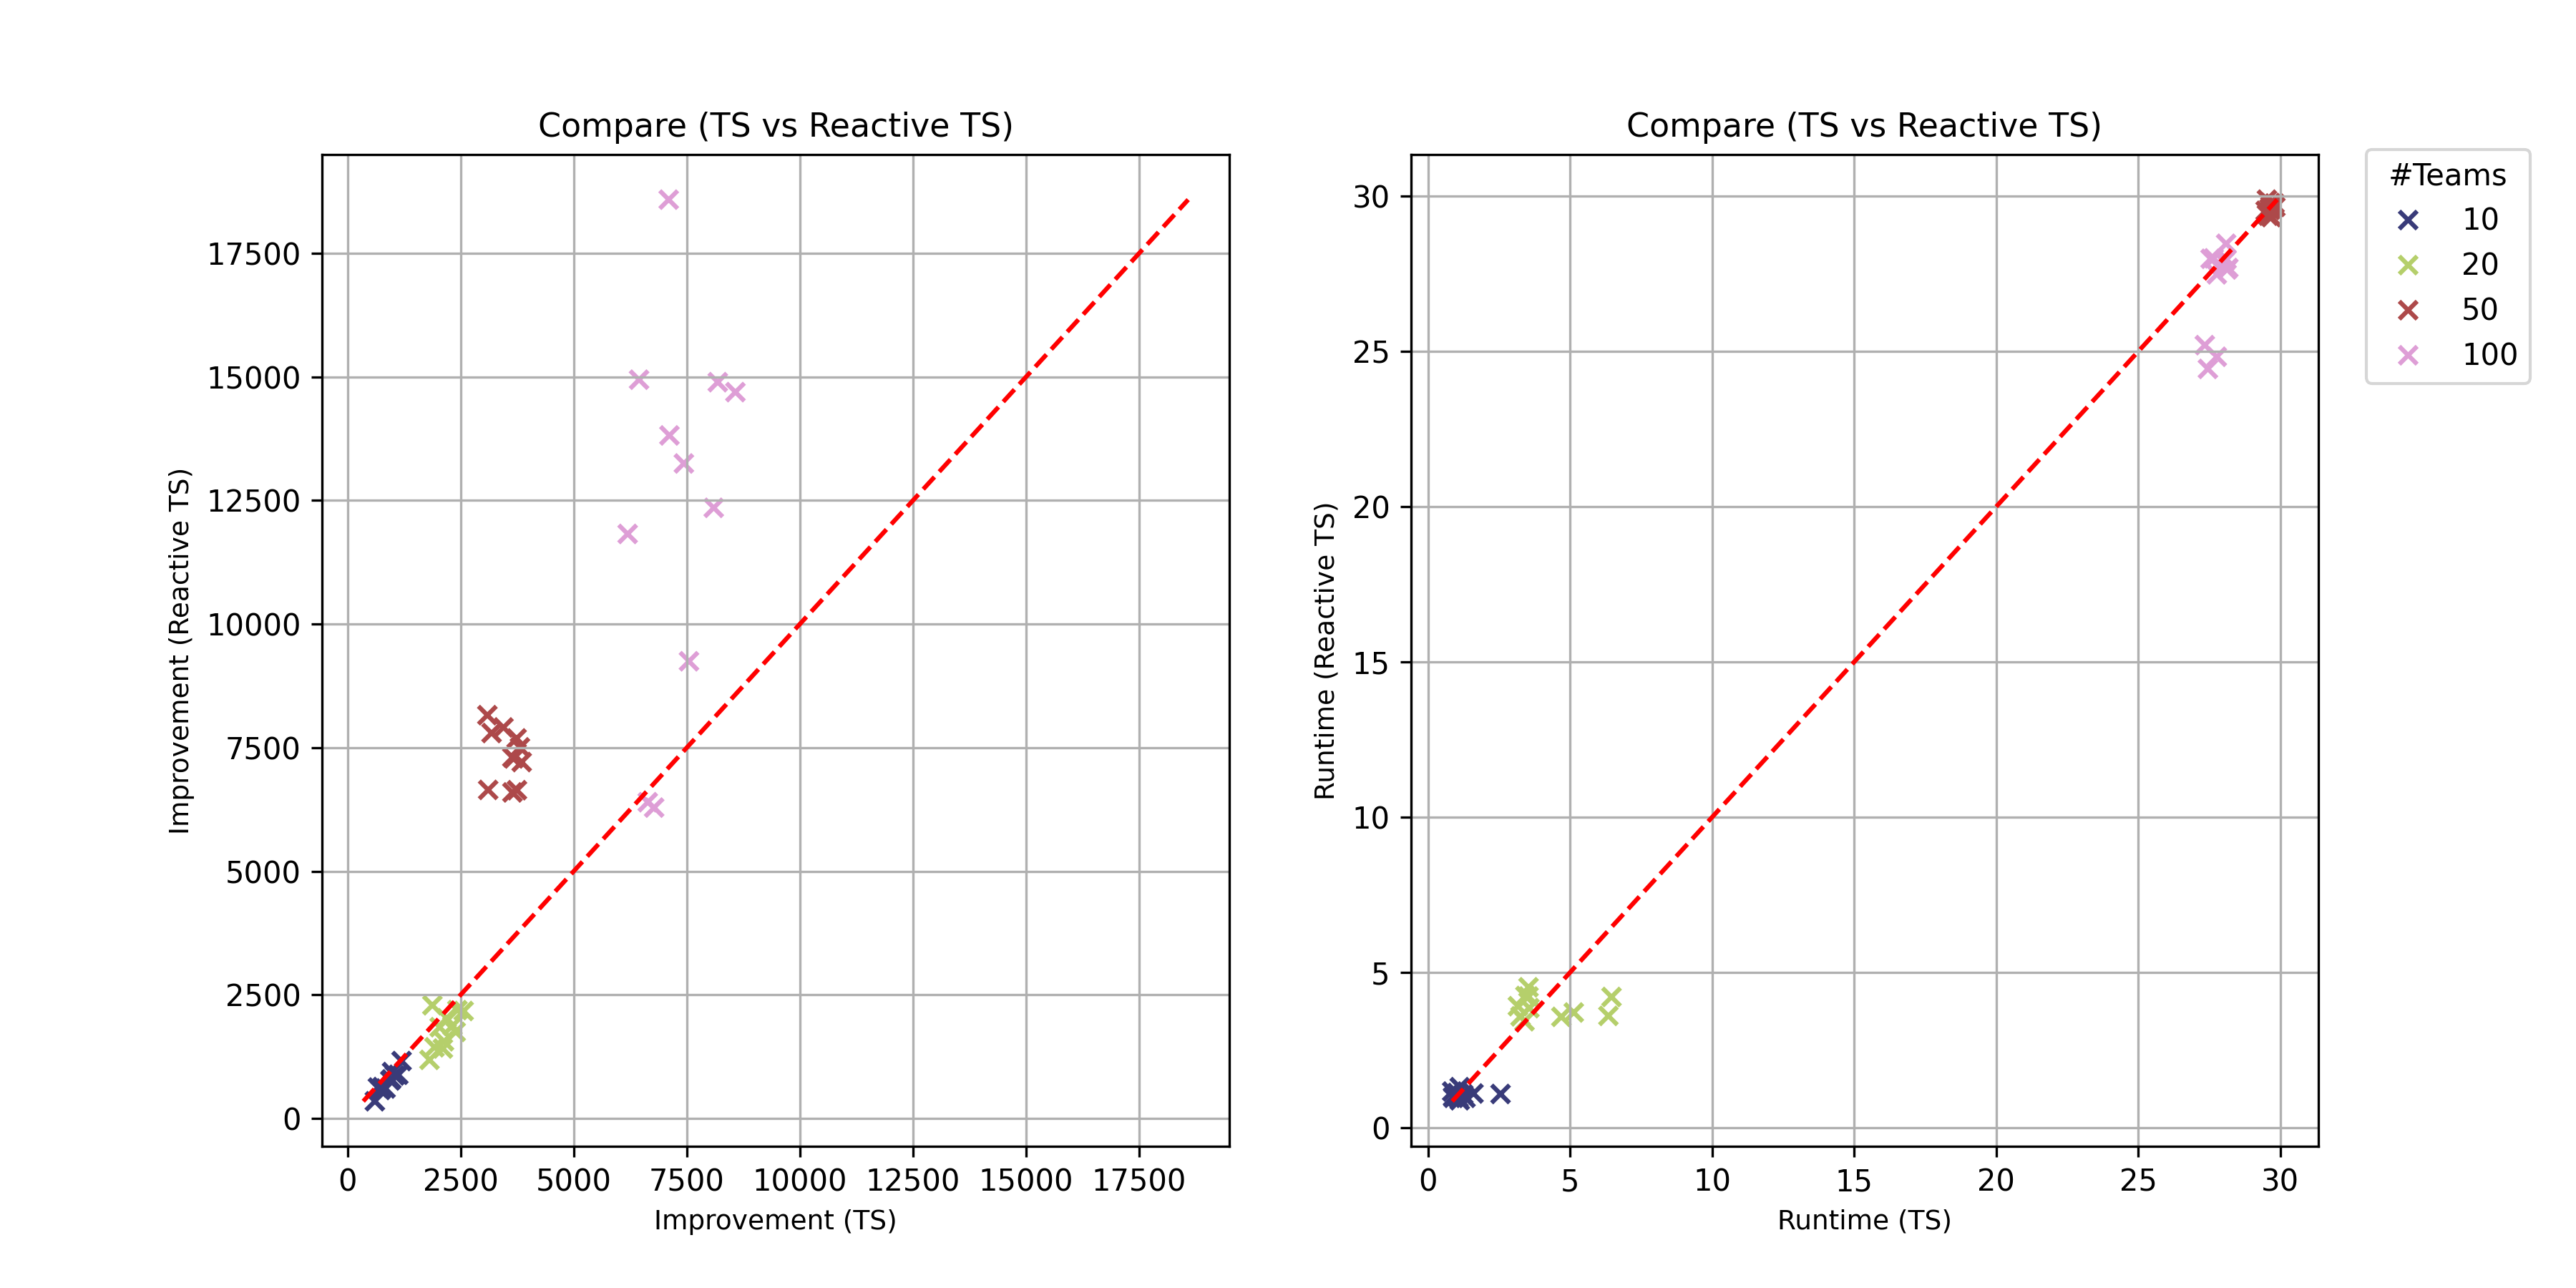 Compare (TS vs Reactive TS)
Improvement (Reactive TS)
17500
15000
12500
10000
7500
5000
2500
0
0 2500 5000 7500 10000 12500 15000 17500
Improvement (TS)
Compare (TS vs Reactive TS)
Runtime (Reactive TS)
30
25
20
15
10
5
0
0 5 10 15 20 25 30
Runtime (TS)
#Teams
10
20
50
100